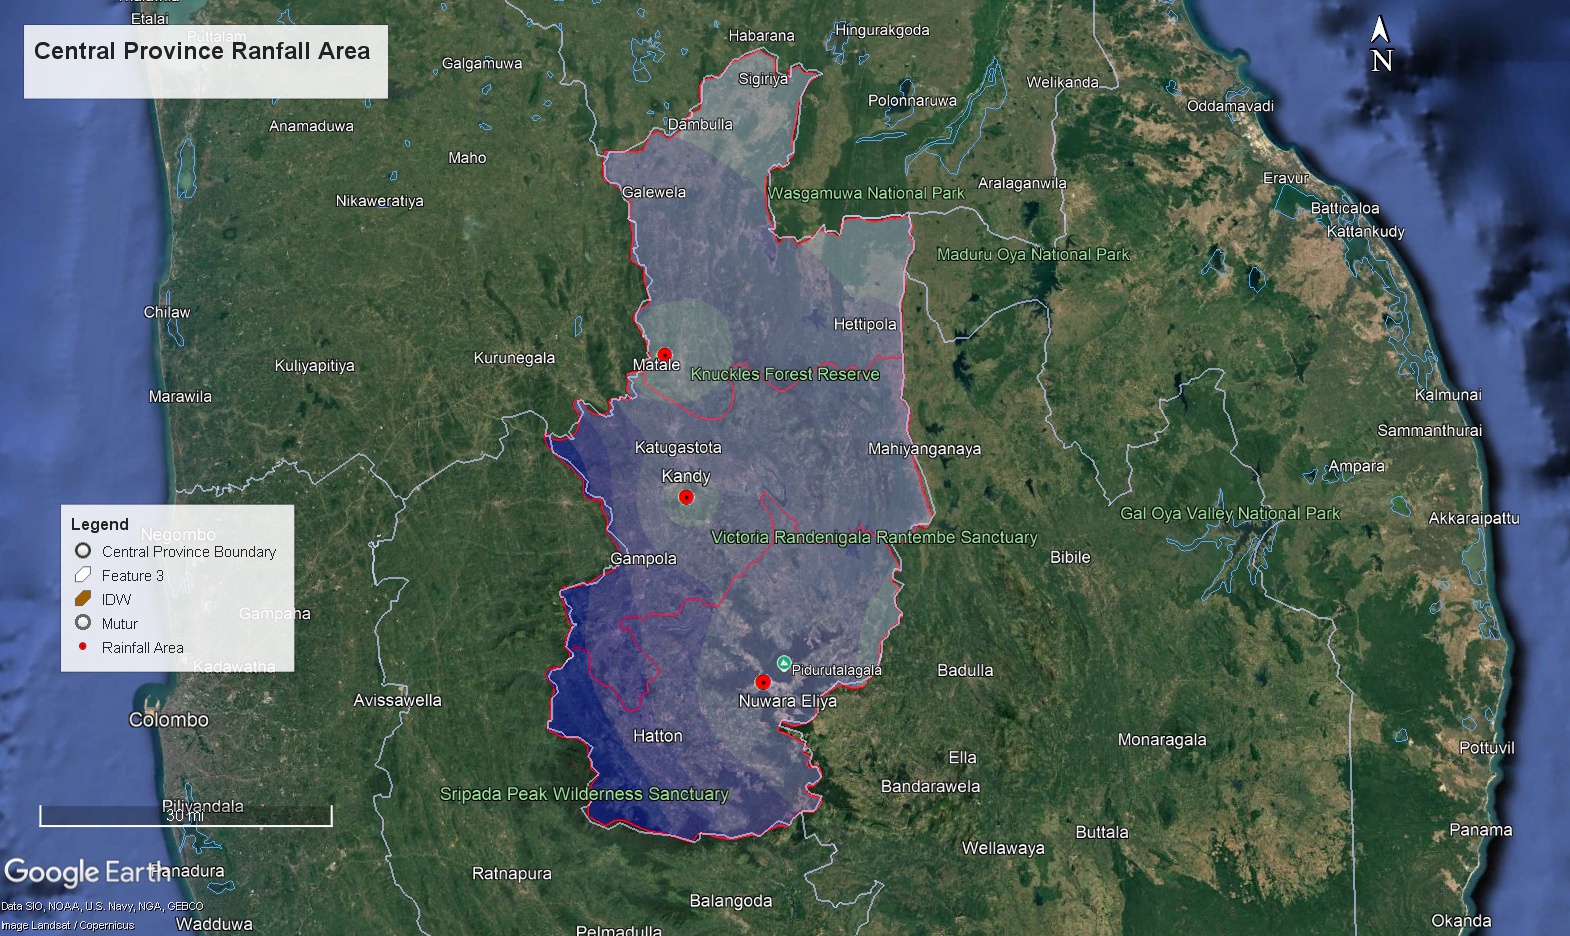 Etalai
Puttalam
Central Province Ranfall Area
Habarana
Hingurakgoda
Galgamuwa
Sigiriya
Welikanda
N
Polonnaruwa
Oddamavadi
Anamaduwa
Dambulla
Maho
Eravur
Aralaganwila
Galewela
Wasgamuwa National Park
Nikaweratiya
Batticaloa
Kattankudy
Maduru Oya National Park
Chilaw
Hettipola
Kurunegala
Kuliyapitiya
Matale
Knuckles Forest Reserve
Marawila
Kalmunai
Sammanthurai
Katugastota
Mahiyanganaya
Kandy
Ampara
Gal Oya Valley National Park
Akkaraipattu
Legend
Negombo
Central Province Boundary
Feature 3
IDW
Mutur
Rainfall Area
Victoria Randenigala Rantembe Sanctuary
Gampola
Bibile
Gampaha
Kadawatha
Pidurutalagala
Badulla
Nuwara Eliya
Avissawella
Colombo
Hatton
Monaragala
Pottuvil
Ella
Bandarawela
Sripada Peak Wilderness Sanctuary
Piliyandala
30 mi
Buttala
Panama
Wellawaya
Google Earth
Panadura
Ratnapura
Balangoda
Data SIO, NOAA, U.S. Navy, NGA, GEBCO
Image Landsat / Copernicus
Wadduwa
Pelmadulla
Okanda